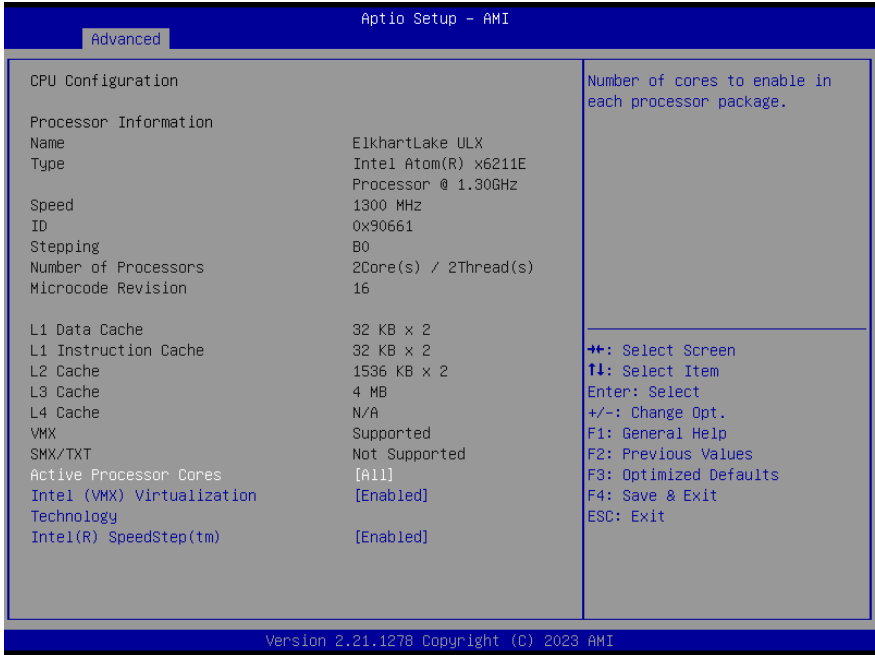 Aptio Setup – AMI
Advanced
CPU Configuration
Processor Information
Name ElkhartLake ULX
Type Intel Atom(R) x6211E
Processor @ 1.30GHz
Speed 1300 MHz
ID 0x90661
Stepping B0
Number of Processors 2Core(s) / 2Thread(s)
Microcode Revision 16
L1 Data Cache 32 KB x 2
L1 Instruction Cache 32 KB x 2
L2 Cache 1536 KB x 2
L3 Cache 4 MB
L4 Cache N/A
VMX Supported
SMX/TXT Not Supported
Active Processor Cores [All]
Intel (VMX) Virtualization [Enabled]
Technology
Intel(R) SpeedStep(tm) [Enabled]
Number of cores to enable in
each processor package.
→←: Select Screen
↑↓: Select Item
Enter: Select
+/-: Change Opt.
F1: General Help
F2: Previous Values
F3: Optimized Defaults
F4: Save & Exit
ESC: Exit
Version 2.21.1278 Copyright (C) 2023 AMI